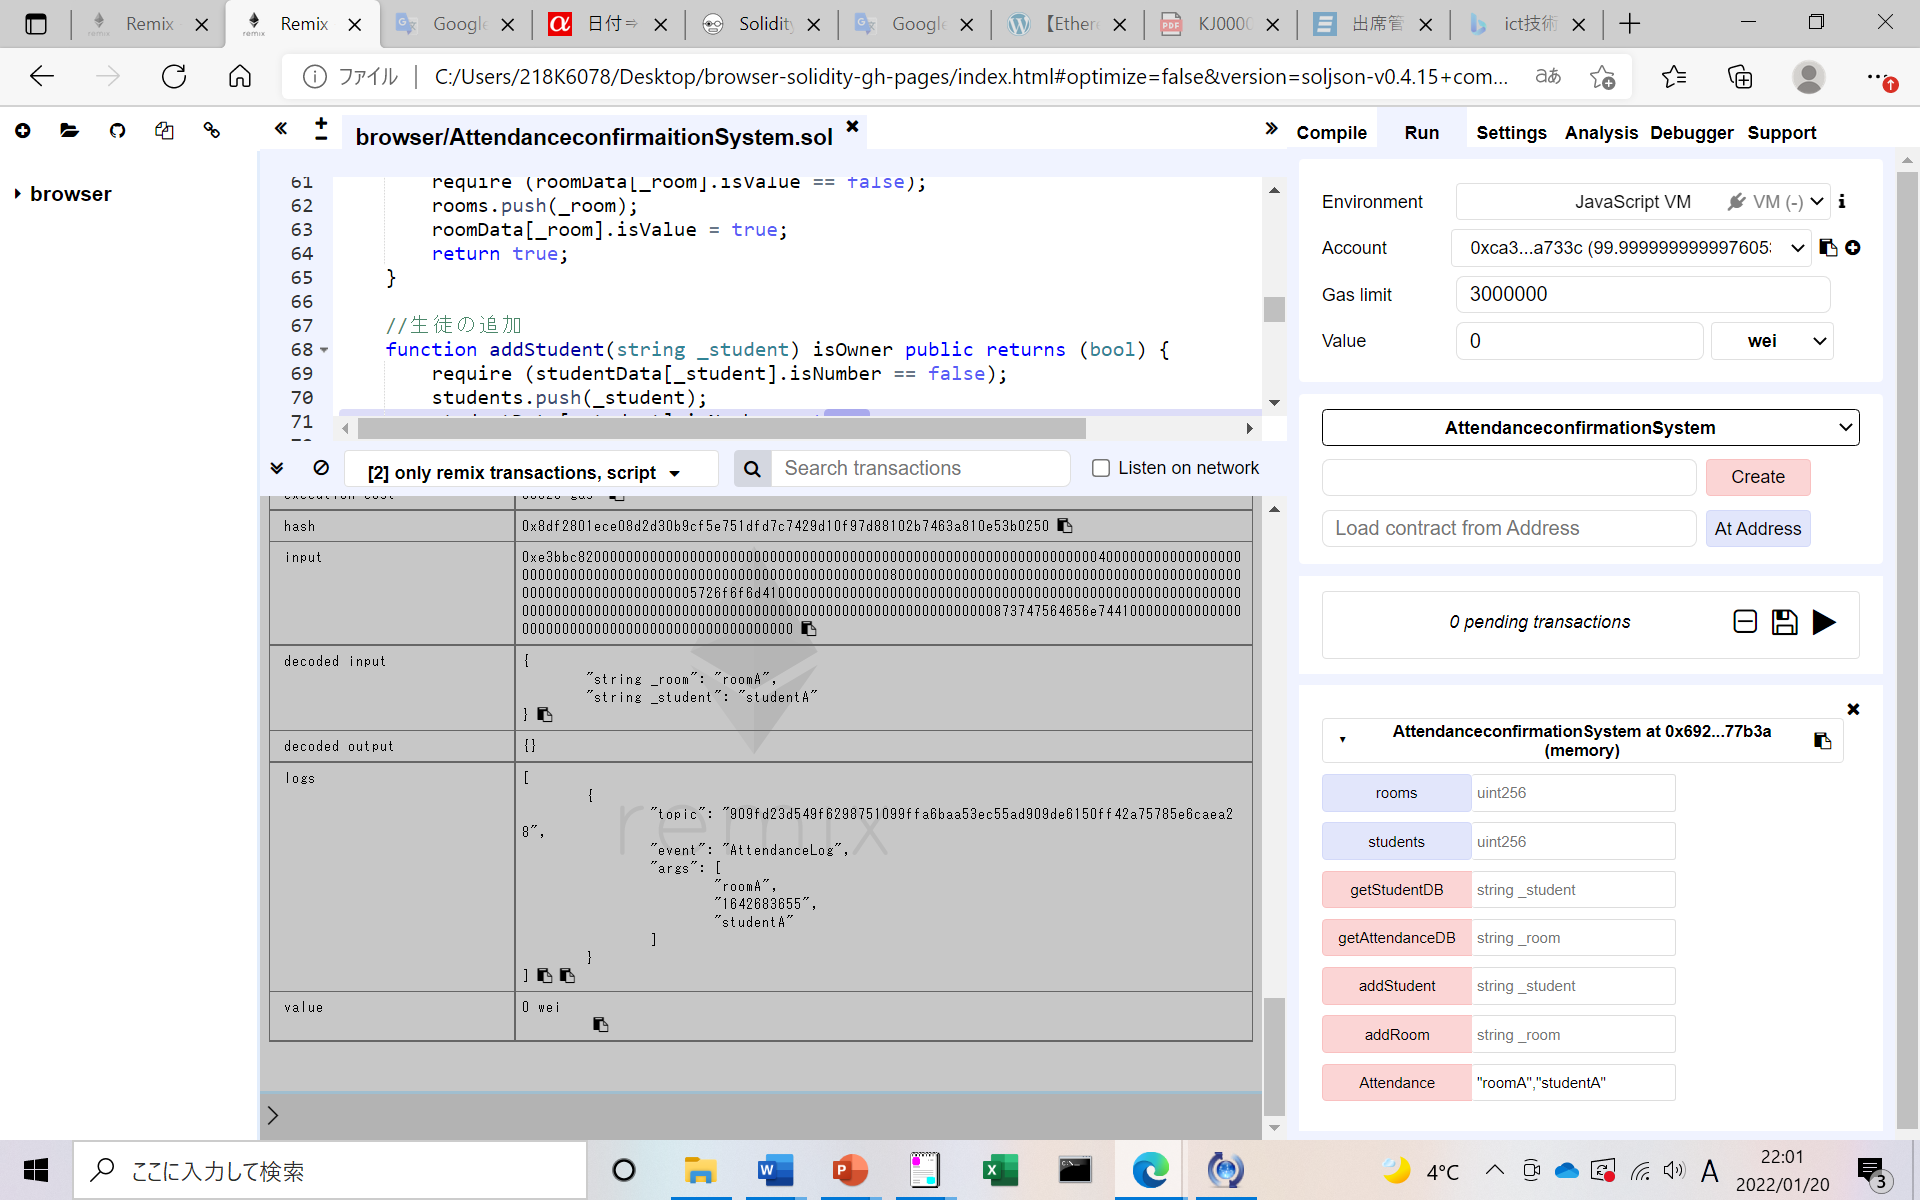 Remix
Remix
Google
日付⇒
Solidity
Google
【Ether
KJ000
出席管
ict技術
ファイル
C:/Users/218K6078/Desktop/browser-solidity-gh-pages/index.html#optimize=false&version=soljson-v0.4.15+com...
あ
browser/AttendanceconfirmaitionSystem.sol
Compile
Run
Settings
Analysis
Debugger
Support
browser
61 require (roomData[_room].isValue == false);
62 rooms.push(_room);
63 roomData[_room].isValue = true;
64 return true;
65 }
66
67 //生徒の追加
68 function addStudent(string _student) isOwner public returns (bool) {
69 require (studentData[_student].isNumber == false);
70 students.push(_student);
71
Environment
JavaScript VM
VM (-)
Account
0xca3...a733c (99.999999999997605
Gas limit
3000000
Value
0
wei
AttendanceconfirmationSystem
Create
Load contract from Address
At Address
0 pending transactions
AttendanceconfirmationSystem at 0x692...77b3a
(memory)
rooms uint256
students uint256
getStudentDB string _student
getAttendanceDB string _room
addStudent string _student
addRoom string _room
Attendance "roomA","studentA"
[2] only remix transactions, script
Search transactions
Listen on network
execution cost
hash
0x8df2801ece08d2d30b9cf5e751dfd7c7429d10f97d88102b7463a810e53b0250
input
decoded input
{
"string _room": "roomA",
"string _student": "studentA"
}
decoded output
{}
logs
[
{
"topic": "909fd23d549f6298751099ffa6baa53ec55ad909de6150ff42a75785e6caea2
8",
"event": "AttendanceLog",
"args": [
"roomA",
"1642683655",
"studentA"
]
}
]
remix
value
0 wei
>
ここに入力して検索
4℃
A
22:01
2022/01/20
3